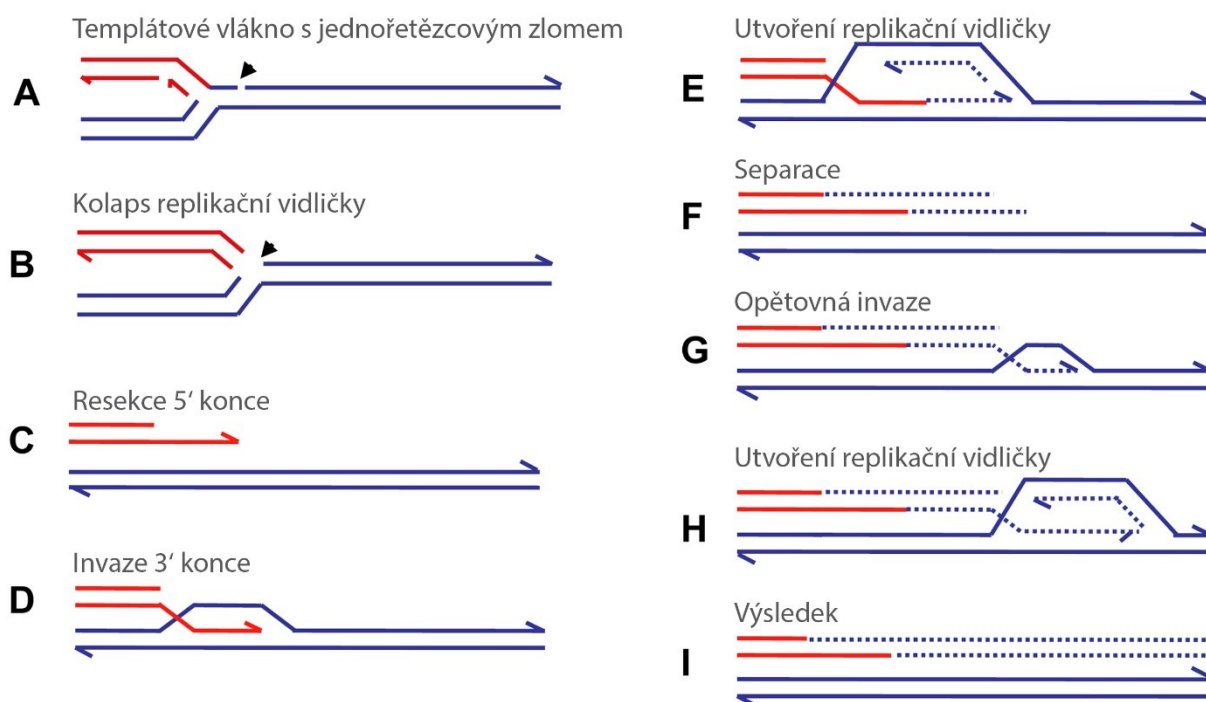 Templátové vlákno s jednořetězcovým zlomem
A
Kolaps replikační vidličky
B
Resekce 5‘ konce
C
Invaze 3‘ konce
D
Utvoření replikační vidličky
E
Separace
F
Opětovná invaze
G
Utvoření replikační vidličky
H
Výsledek
I